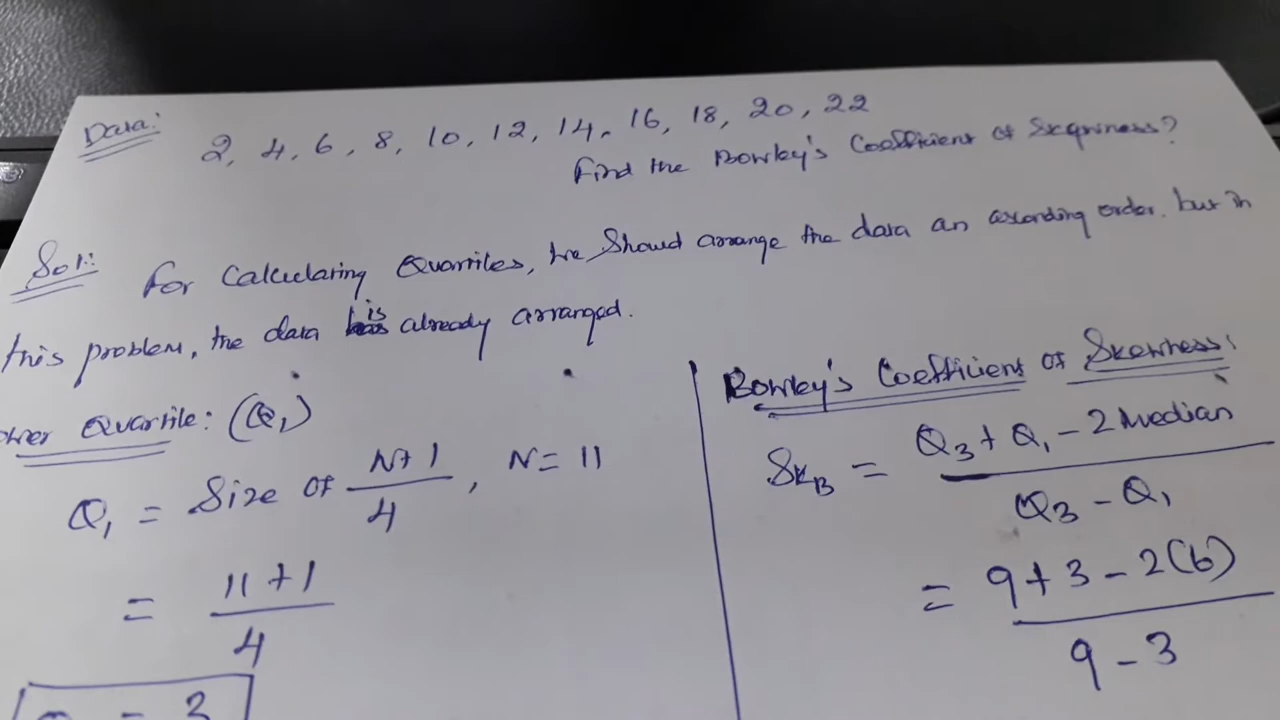 Data:
2, 4, 6, 8, 10, 12, 14, 16, 18, 20, 22
Find the Bowley's Coefficient of Skewness?
Sol:
For Calculating Quartiles, we Should arrange the data an ascending order. but in
this problem, the data is already arranged.
Quartile: (Q₁)
Q₁ = Size of (N+1)/4, N = 11
= (11+1)/4
= 3
Bowley's Coefficient of Skewness:
SkB = (Q₃ + Q₁ - 2 Median)/(Q₃ - Q₁)
= (9 + 3 - 2(6))/(9 - 3)